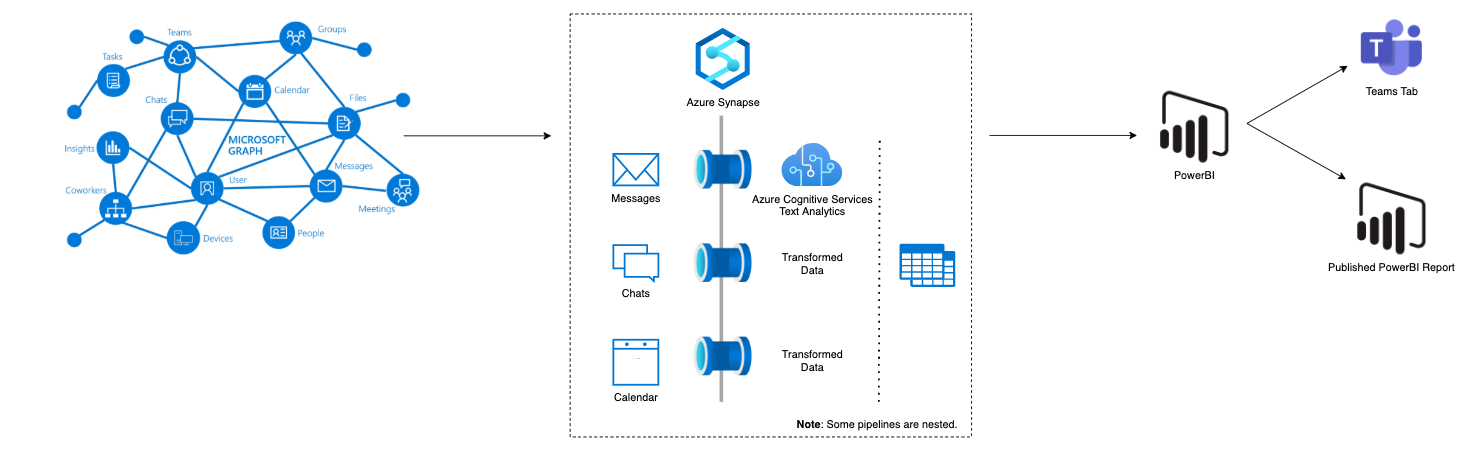 Groups
Teams
Tasks
Calendar
Files
Chats
MICROSOFT
GRAPH
Insights
Messages
User
Coworkers
Meetings
People
Devices
Azure Synapse
Messages
Azure Cognitive Services
Text Analytics
Chats
Transformed
Data
Calendar
Transformed
Data
Note: Some pipelines are nested.
PowerBI
T
Teams Tab
Published PowerBI Report